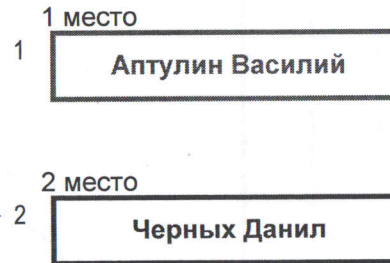 1 место
1
Аптулин Василий
2 место
2
Черных Данил